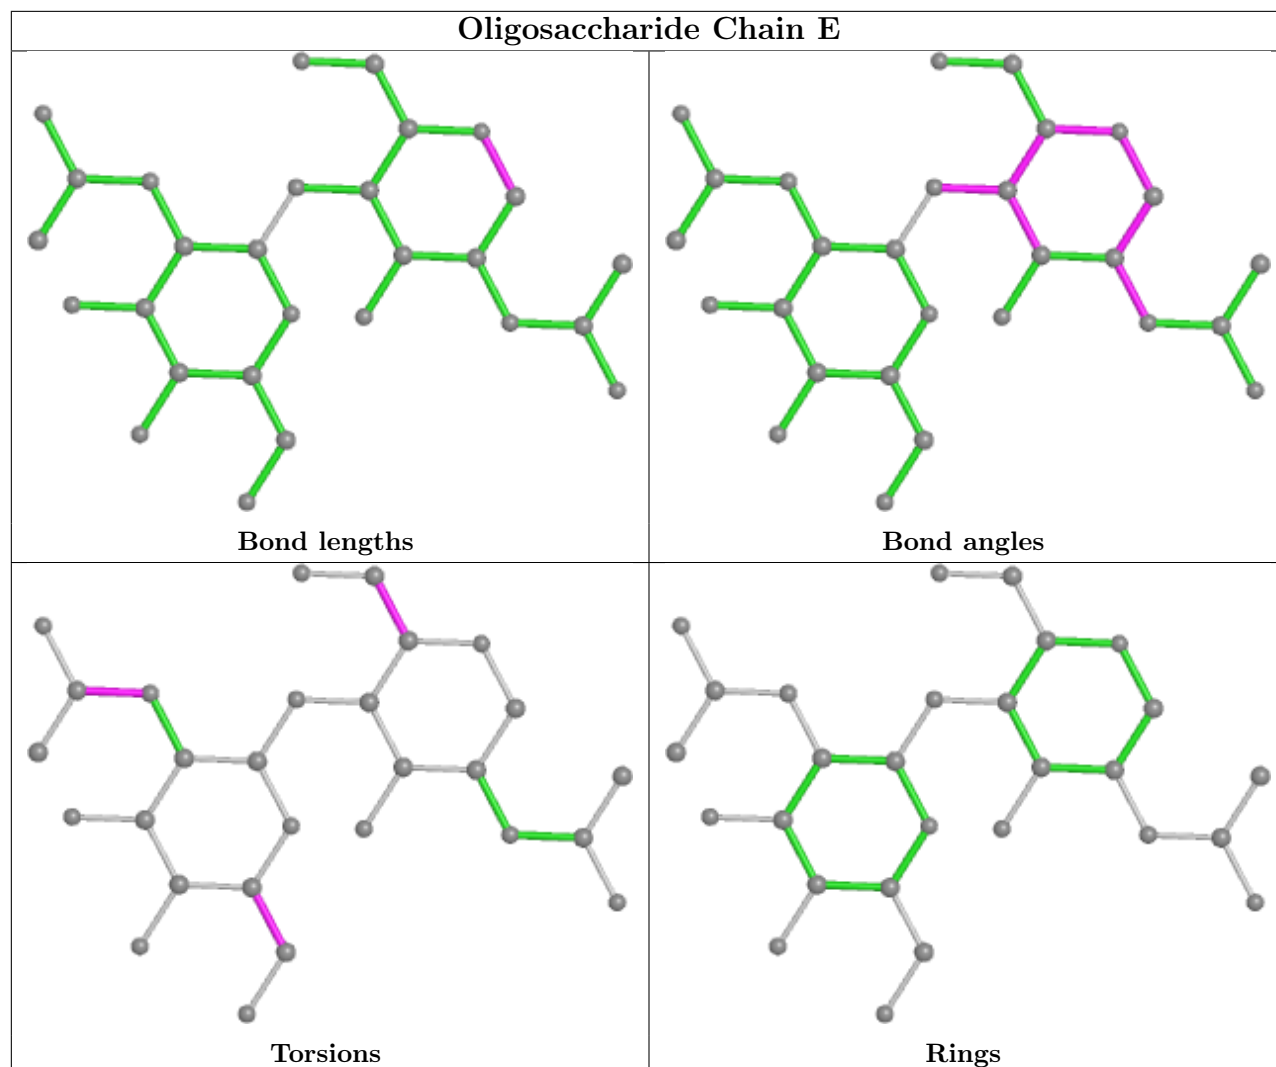 Oligosaccharide Chain E
Bond lengths
Bond angles
Torsions
Rings